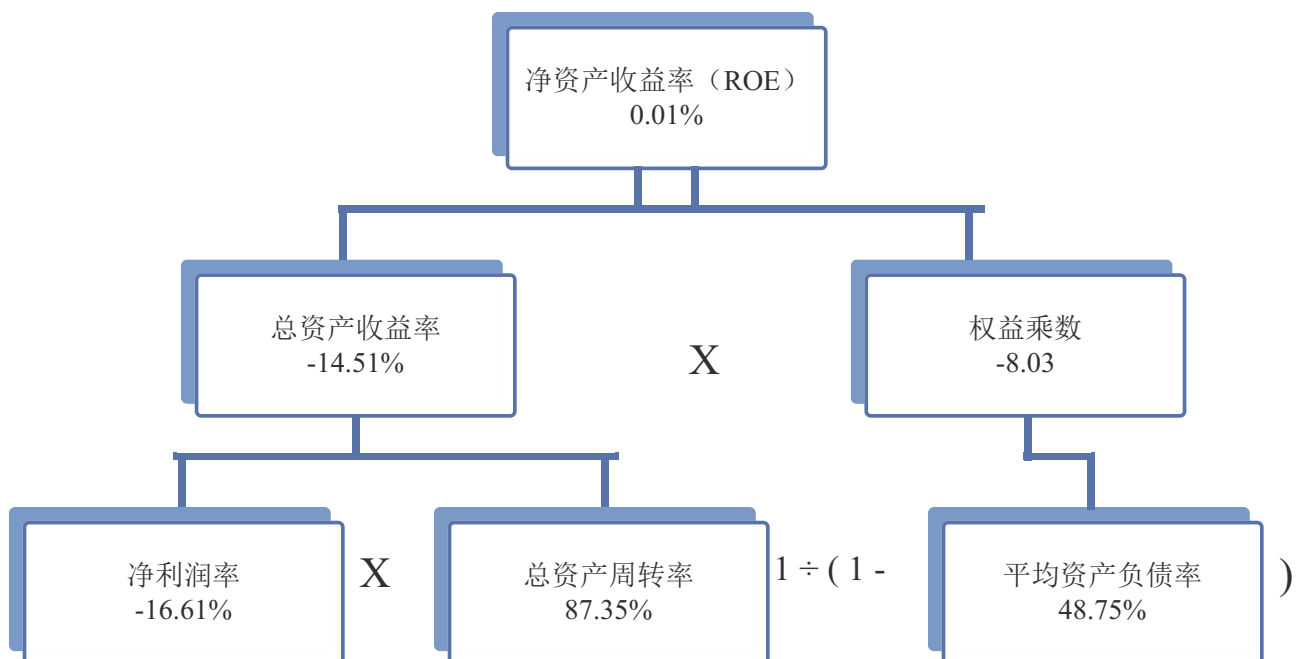 净资产收益率（ROE）
0.01%
总资产收益率
-14.51%
X
权益乘数
-8.03
净利润率
-16.61%
X
总资产周转率
87.35%
1 ÷ ( 1 -
平均资产负债率
48.75%
)